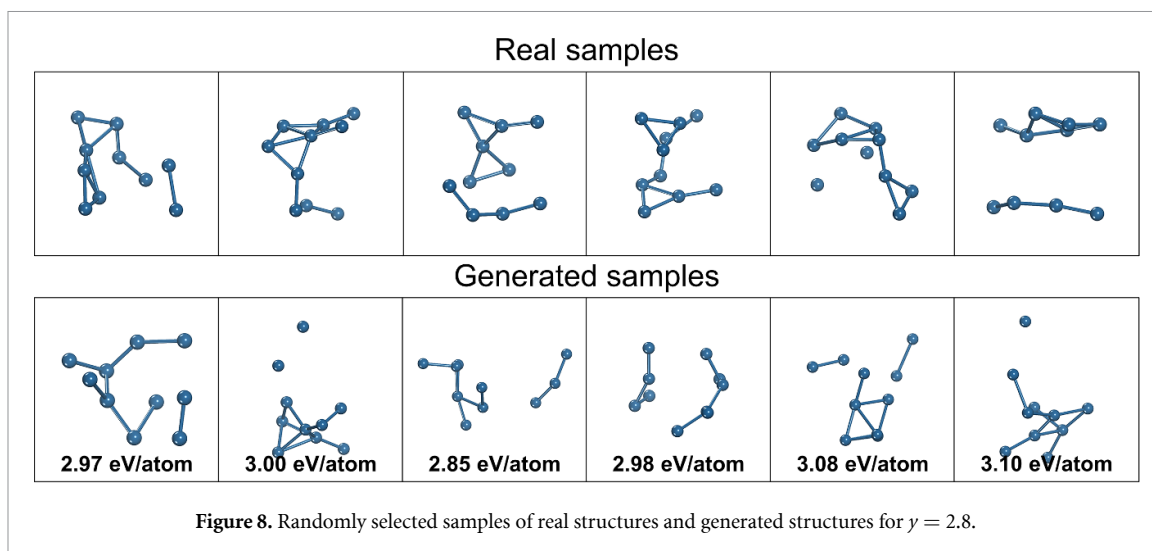 Real samples
Generated samples
2.97 eV/atom 3.00 eV/atom 2.85 eV/atom 2.98 eV/atom 3.08 eV/atom 3.10 eV/atom
Figure 8. Randomly selected samples of real structures and generated structures for y = 2.8.